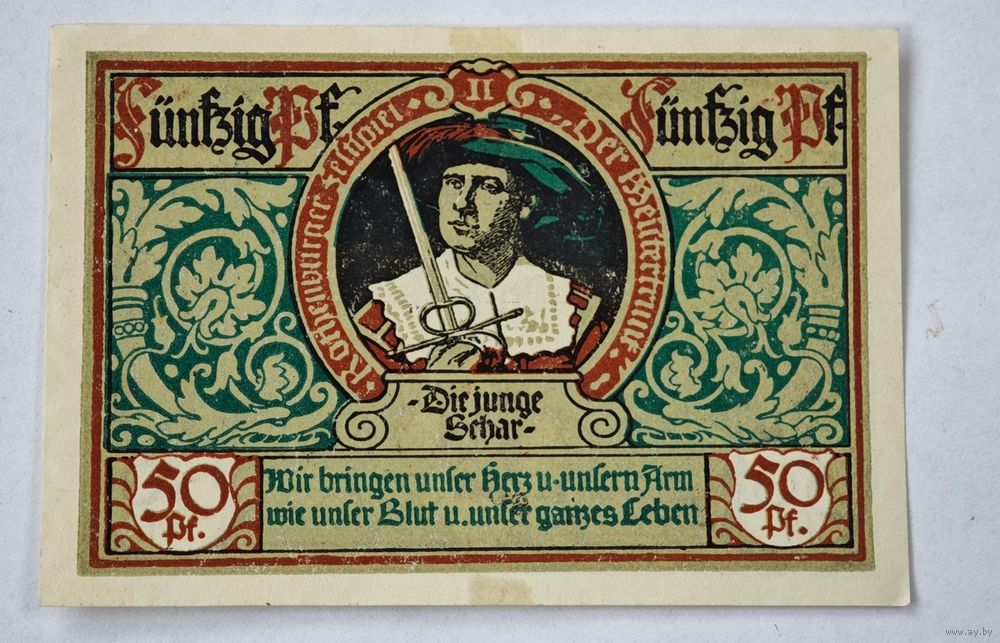 Fünfzig Pf.
II
Fünfzig Pf.
Rothenburger Festspiel "Der Meistertrunk"
-Die junge
Schar-
50
Pf.
Wir bringen unser Herz u. unsern Arm
wie unser Blut u. unser ganzes Leben
50
Pf.
www.ay.by